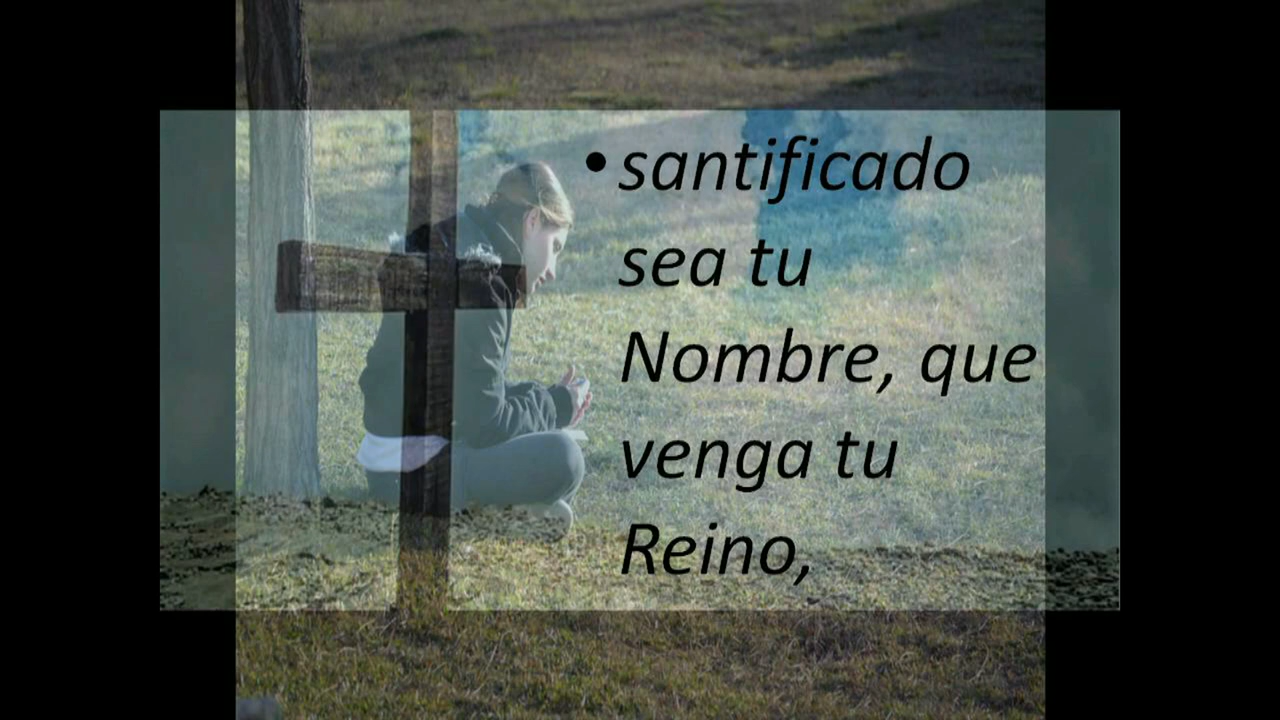 • santificado
sea tu
Nombre, que
venga tu
Reino,